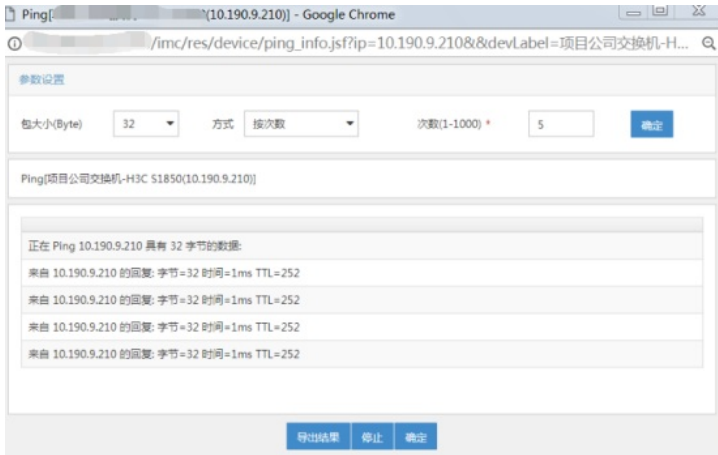 Ping[ (10.190.9.210)] - Google Chrome
/imc/res/device/ping_info.jsf?ip=10.190.9.210&&devLabel=项目公司交换机-H...
参数设置
包大小(Byte) 32 方式 按次数 次数(1-1000) * 5 确定
Ping[项目公司交换机-H3C S1850(10.190.9.210)]
正在 Ping 10.190.9.210 具有 32 字节的数据:
来自 10.190.9.210 的回复: 字节=32 时间=1ms TTL=252
来自 10.190.9.210 的回复: 字节=32 时间=1ms TTL=252
来自 10.190.9.210 的回复: 字节=32 时间=1ms TTL=252
来自 10.190.9.210 的回复: 字节=32 时间=1ms TTL=252
导出结果 停止 确定